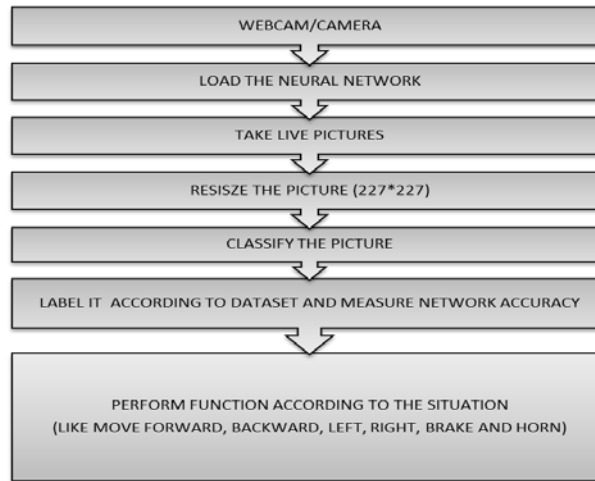 WEBCAM/CAMERA
LOAD THE NEURAL NETWORK
TAKE LIVE PICTURES
RESISZE THE PICTURE (227*227)
CLASSIFY THE PICTURE
LABEL IT ACCORDING TO DATASET AND MEASURE NETWORK ACCURACY
PERFORM FUNCTION ACCORDING TO THE SITUATION
(LIKE MOVE FORWARD, BACKWARD, LEFT, RIGHT, BRAKE AND HORN)